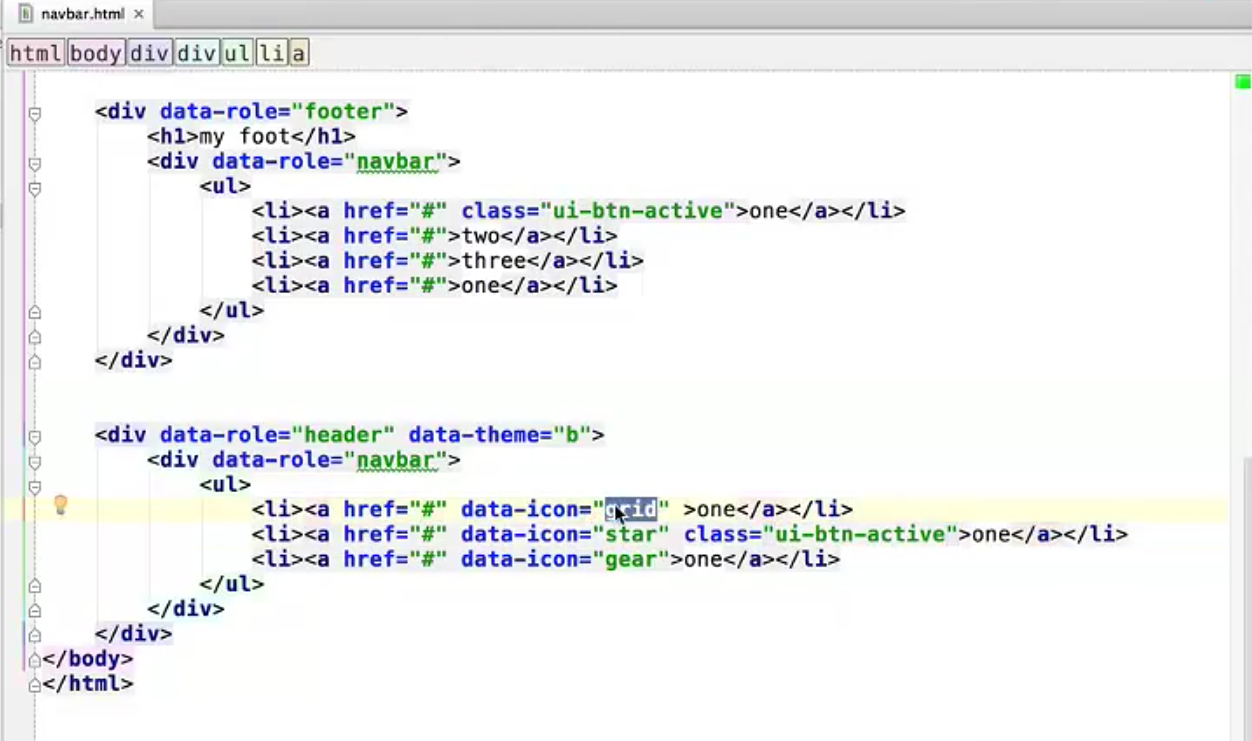 navbar.html ×
html body div div ul li a
<div data-role="footer">
<h1>my foot</h1>
<div data-role="navbar">
<ul>
<li><a href="#" class="ui-btn-active">one</a></li>
<li><a href="#">two</a></li>
<li><a href="#">three</a></li>
<li><a href="#">one</a></li>
</ul>
</div>
</div>
<div data-role="header" data-theme="b">
<div data-role="navbar">
<ul>
<li><a href="#" data-icon="grid" >one</a></li>
<li><a href="#" data-icon="star" class="ui-btn-active">one</a></li>
<li><a href="#" data-icon="gear">one</a></li>
</ul>
</div>
</div>
</body>
</html>